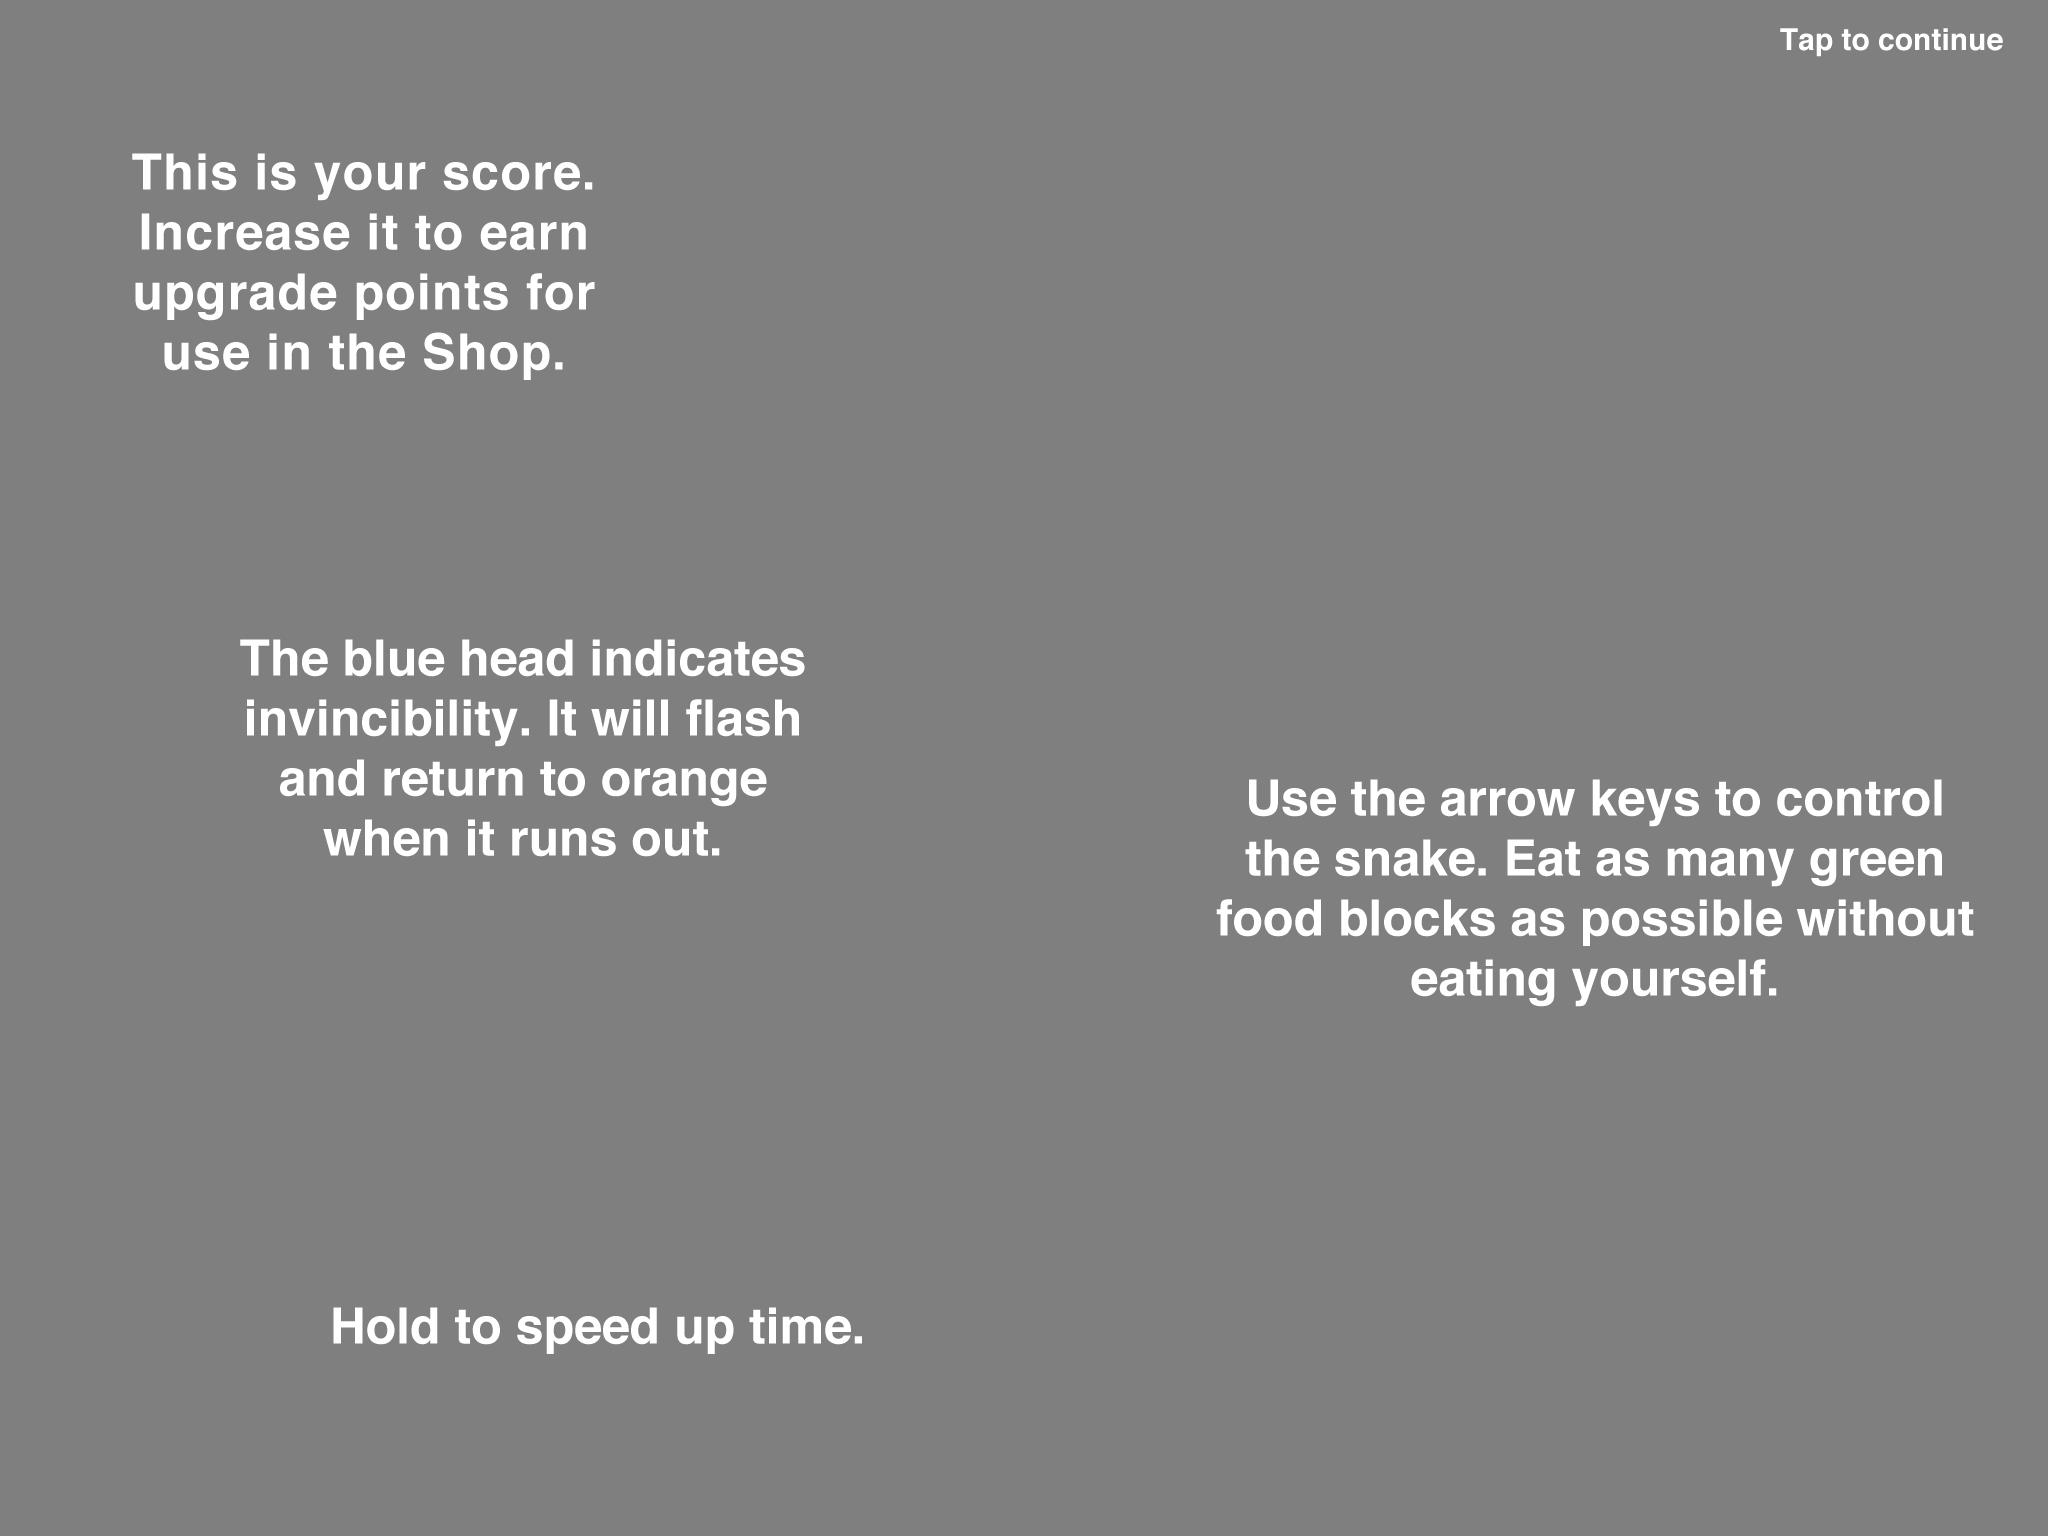 Tap to continue
This is your score.
Increase it to earn
upgrade points for
use in the Shop.
The blue head indicates
invincibility. It will flash
and return to orange
when it runs out.
Use the arrow keys to control
the snake. Eat as many green
food blocks as possible without
eating yourself.
Hold to speed up time.